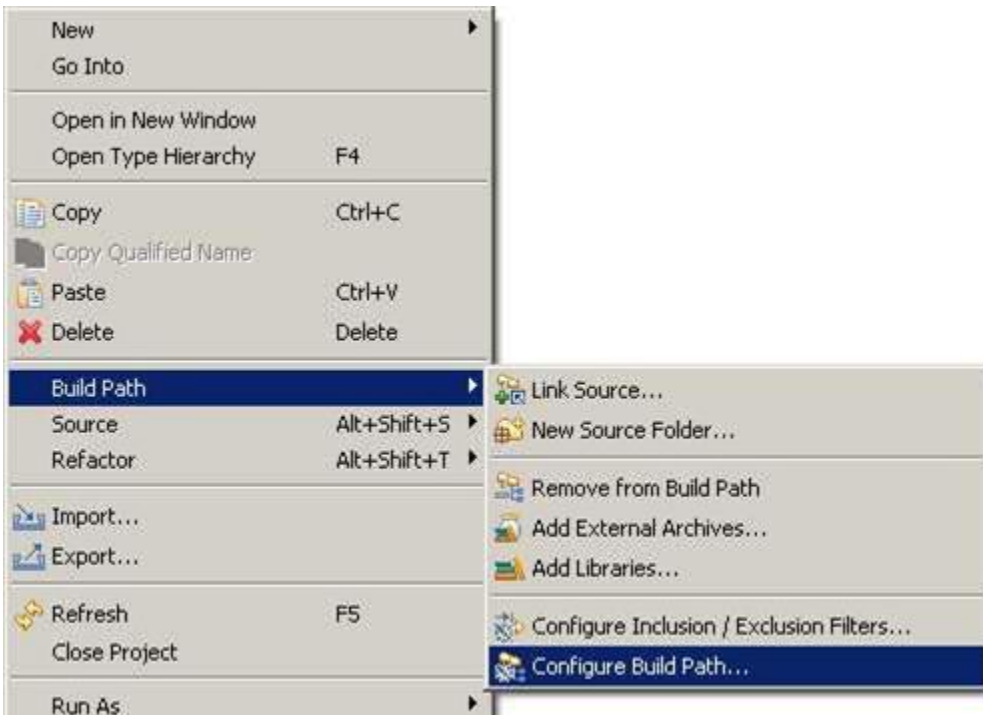 New
Go Into
Open in New Window
Open Type Hierarchy F4
Copy Ctrl+C
Copy Qualified Name
Paste Ctrl+V
Delete Delete
Build Path
Source Alt+Shift+S
Refactor Alt+Shift+T
Import...
Export...
Refresh F5
Close Project
Run As
Link Source...
New Source Folder...
Remove from Build Path
Add External Archives...
Add Libraries...
Configure Inclusion / Exclusion Filters...
Configure Build Path...